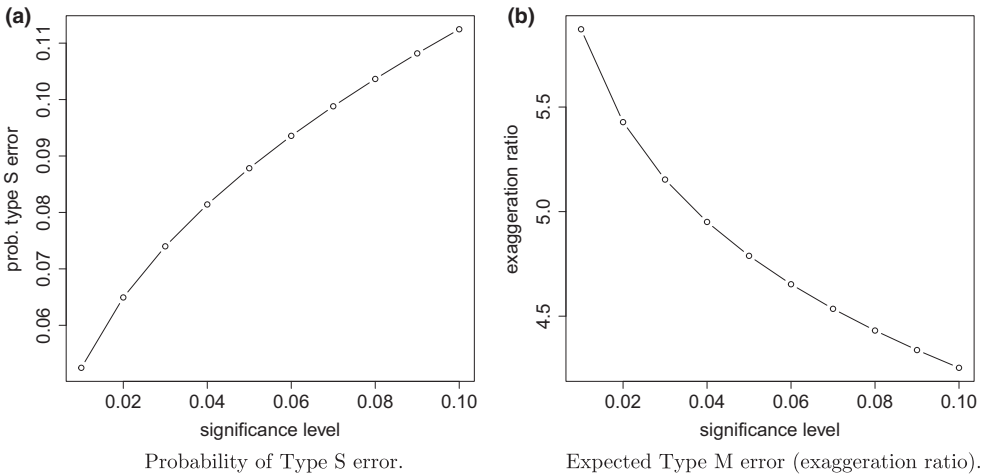 (a)
prob. type S error
0.06 0.07 0.08 0.09 0.10 0.11
0.02 0.04 0.06 0.08 0.10
significance level
Probability of Type S error.
(b)
exaggeration ratio
4.5 5.0 5.5
0.02 0.04 0.06 0.08 0.10
significance level
Expected Type M error (exaggeration ratio).